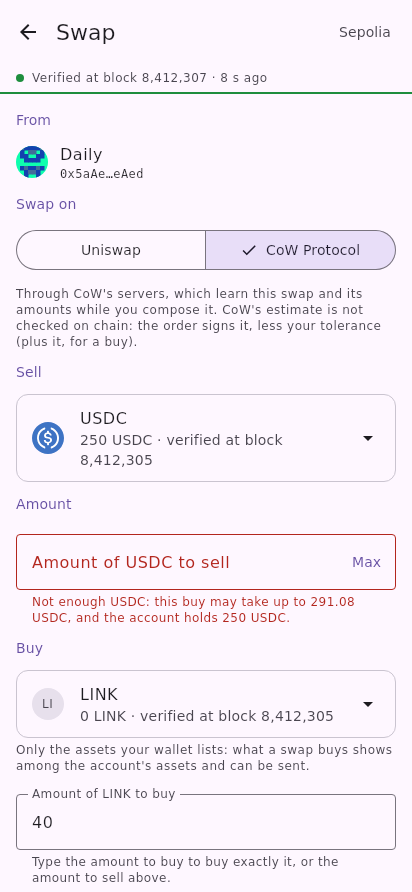 Swap
Sepolia
Verified at block 8,412,307 · 8 s ago
From
Daily
0x5aAe…eAed
Swap on
Uniswap
CoW Protocol
Through CoW's servers, which learn this swap and its
amounts while you compose it. CoW's estimate is not
checked on chain: the order signs it, less your tolerance
(plus it, for a buy).
Sell
USDC
250 USDC · verified at block
8,412,305
Amount
Amount of USDC to sell
Max
Not enough USDC: this buy may take up to 291.08
USDC, and the account holds 250 USDC.
Buy
LI
LINK
0 LINK · verified at block 8,412,305
Only the assets your wallet lists: what a swap buys shows
among the account's assets and can be sent.
Amount of LINK to buy
40
Type the amount to buy to buy exactly it, or the
amount to sell above.